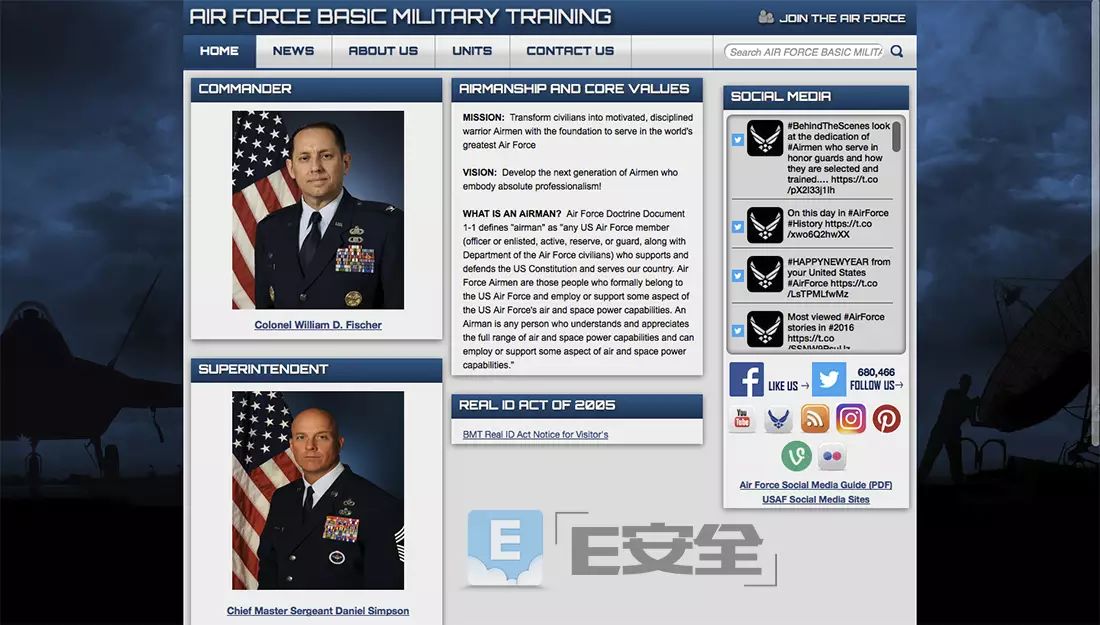 AIR FORCE BASIC MILITARY TRAINING
JOIN THE AIR FORCE
HOME
NEWS
ABOUT US
UNITS
CONTACT US
Search AIR FORCE BASIC MILITA
COMMANDER
Colonel William D. Fischer
SUPERINTENDENT
Chief Master Sergeant Daniel Simpson
AIRMANSHIP AND CORE VALUES
MISSION: Transform civilians into motivated, disciplined
warrior Airmen with the foundation to serve in the world's
greatest Air Force
VISION: Develop the next generation of Airmen who
embody absolute professionalism!
WHAT IS AN AIRMAN? Air Force Doctrine Document
1-1 defines "airman" as "any US Air Force member
(officer or enlisted, active, reserve, or guard, along with
Department of the Air Force civilians) who supports and
defends the US Constitution and serves our country. Air
Force Airmen are those people who formally belong to
the US Air Force and employ or support some aspect of
the US Air Force's air and space power capabilities. An
Airman is any person who understands and appreciates
the full range of air and space power capabilities and can
employ or support some aspect of air and space power
capabilities."
REAL ID ACT OF 2005
BMT Real ID Act Notice for Visitor's
E
E安全
SOCIAL MEDIA
#BehindTheScenes look
at the dedication of
#Airmen who serve in
honor guards and how
they are selected and
trained.... https://t.co
/pX2l33j1lh
On this day in #AirForce
#History https://t.co
/xwo6Q2hwXX
#HAPPYNEWYEAR from
your United States
#AirForce https://t.co
/LsTPMLfwMz
Most viewed #AirForce
stories in #2016
https://t.co
LIKE US
680,466
FOLLOW US
You
Tube
Air Force Social Media Guide (PDF)
USAF Social Media Sites